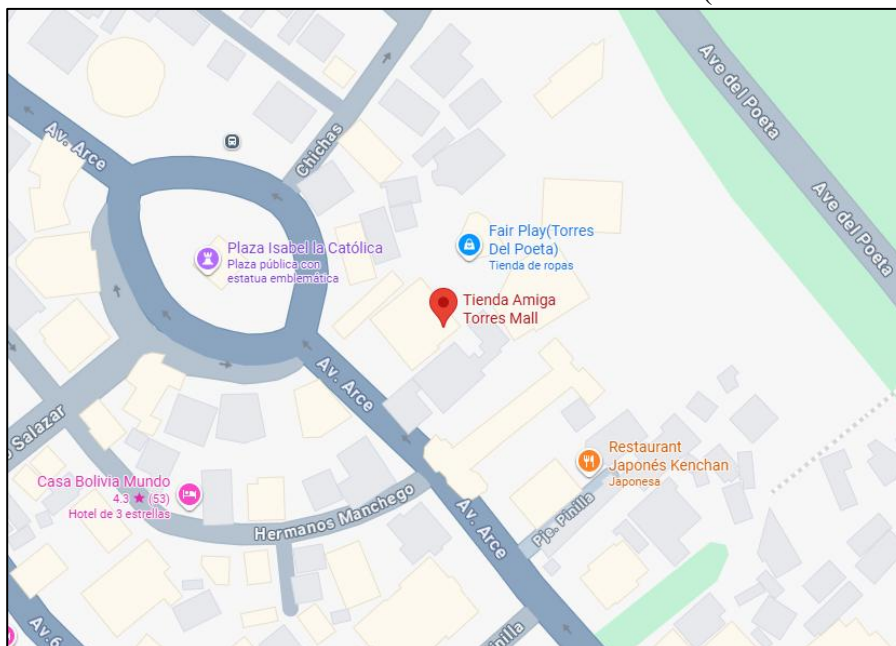 Ave del Poeta
Ave del Poeta
Av. Arce
Chichas
Plaza Isabel la Católica
Plaza pública con
estatua emblemática
Fair Play(Torres
Del Poeta)
Tienda de ropas
Tienda Amiga
Torres Mall
Av. Arce
Salazar
Restaurant
Japonés Kenchan
Japonesa
Casa Bolivia Mundo
4.3 ★ (53)
Hotel de 3 estrellas
Hermanos Manchego
Av. Arce
Pje. Pinilla
Av.6